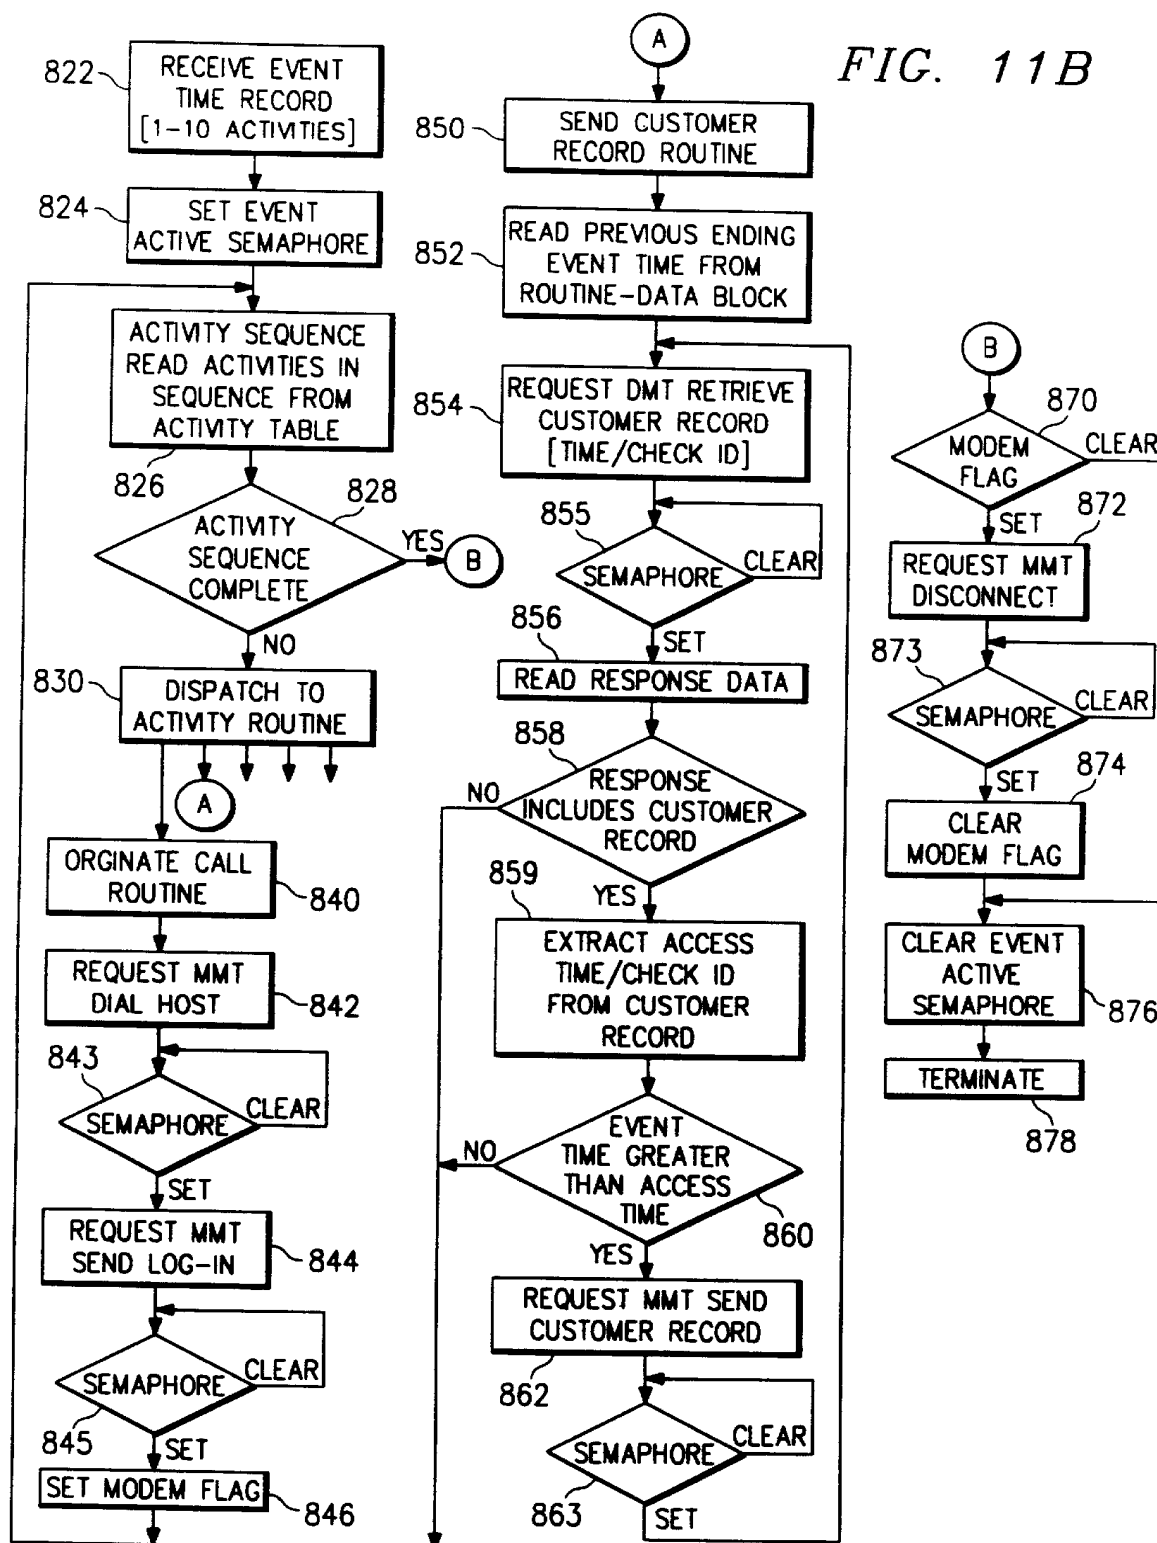 FIG. 11B
822
RECEIVE EVENT
TIME RECORD
[1-10 ACTIVITIES]
824
SET EVENT
ACTIVE SEMAPHORE
ACTIVITY SEQUENCE
READ ACTIVITIES IN
SEQUENCE FROM
ACTIVITY TABLE
826
828
ACTIVITY
SEQUENCE
COMPLETE
YES
B
NO
830
DISPATCH TO
ACTIVITY ROUTINE
A
ORGINATE CALL
ROUTINE
840
REQUEST MMT
DIAL HOST
842
843
SEMAPHORE
CLEAR
SET
REQUEST MMT
SEND LOG-IN
844
SEMAPHORE
CLEAR
845
SET
SET MODEM FLAG
846
A
850
SEND CUSTOMER
RECORD ROUTINE
852
READ PREVIOUS ENDING
EVENT TIME FROM
ROUTINE-DATA BLOCK
854
REQUEST DMT RETRIEVE
CUSTOMER RECORD
[TIME/CHECK ID]
855
SEMAPHORE
CLEAR
SET
856
READ RESPONSE DATA
858
RESPONSE
INCLUDES CUSTOMER
RECORD
NO
YES
859
EXTRACT ACCESS
TIME/CHECK ID
FROM CUSTOMER
RECORD
EVENT
TIME GREATER
THAN ACCESS
TIME
NO
860
YES
REQUEST MMT SEND
CUSTOMER RECORD
862
SEMAPHORE
CLEAR
863
SET
B
870
MODEM
FLAG
CLEAR
SET
872
REQUEST MMT
DISCONNECT
873
SEMAPHORE
CLEAR
SET
874
CLEAR
MODEM FLAG
CLEAR EVENT
ACTIVE
SEMAPHORE
876
TERMINATE
878